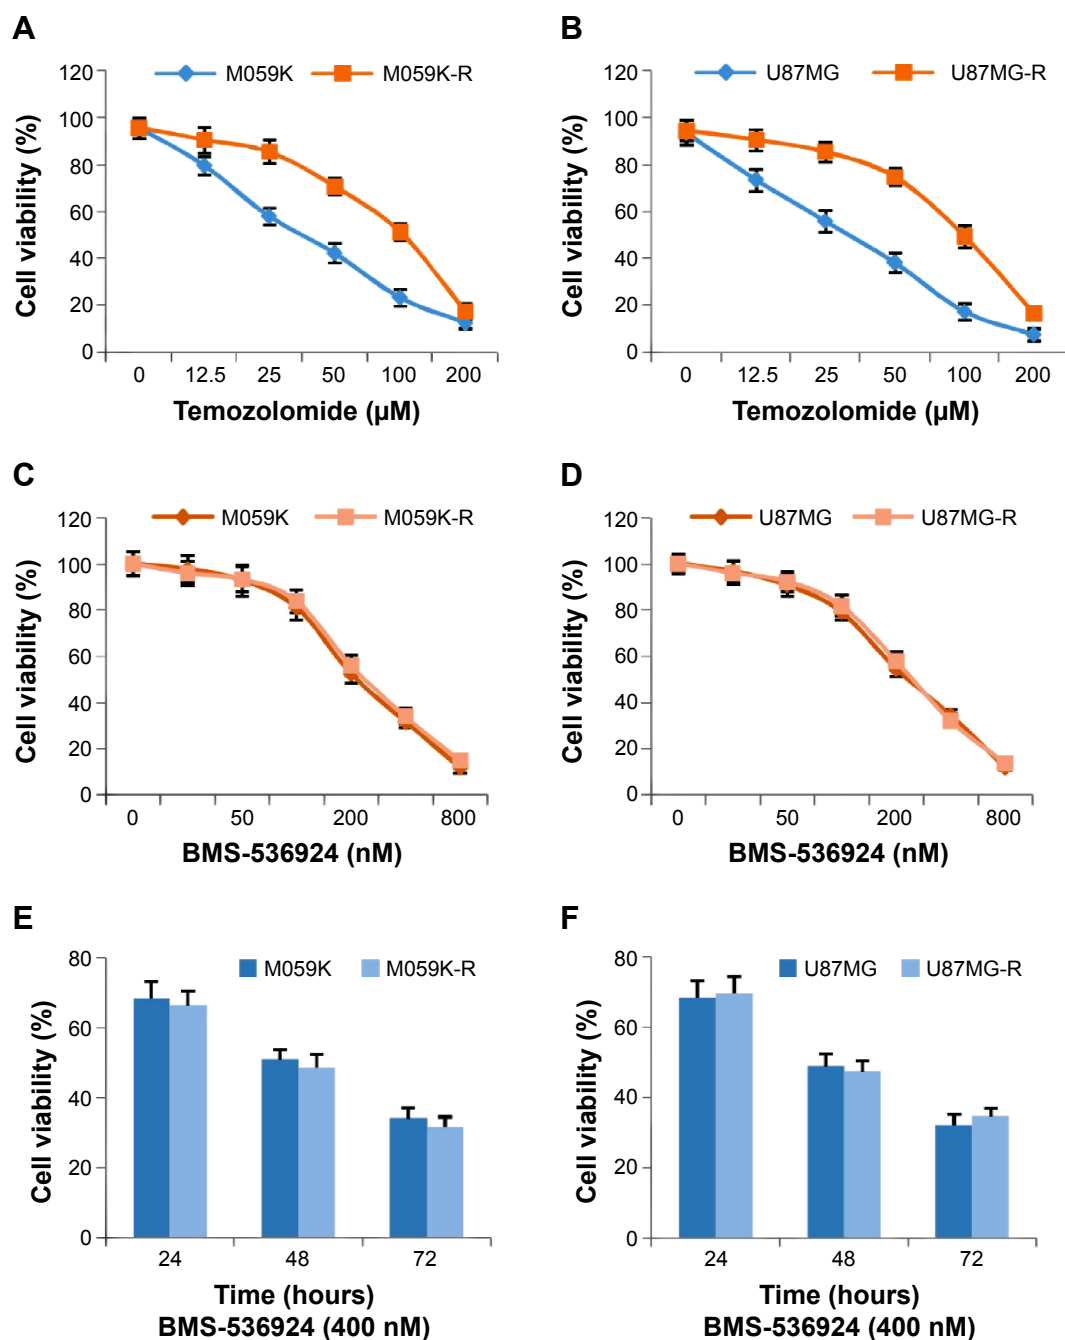 A
M059K M059K-R
Cell viability (%)
120
100
80
60
40
20
0
0 12.5 25 50 100 200
Temozolomide (µM)
B
U87MG U87MG-R
Cell viability (%)
120
100
80
60
40
20
0
0 12.5 25 50 100 200
Temozolomide (µM)
C
M059K M059K-R
Cell viability (%)
120
100
80
60
40
20
0
0 50 200 800
BMS-536924 (nM)
D
U87MG U87MG-R
Cell viability (%)
120
100
80
60
40
20
0
0 50 200 800
BMS-536924 (nM)
E
M059K M059K-R
Cell viability (%)
80
60
40
20
0
24 48 72
Time (hours)
BMS-536924 (400 nM)
F
U87MG U87MG-R
Cell viability (%)
80
60
40
20
0
24 48 72
Time (hours)
BMS-536924 (400 nM)